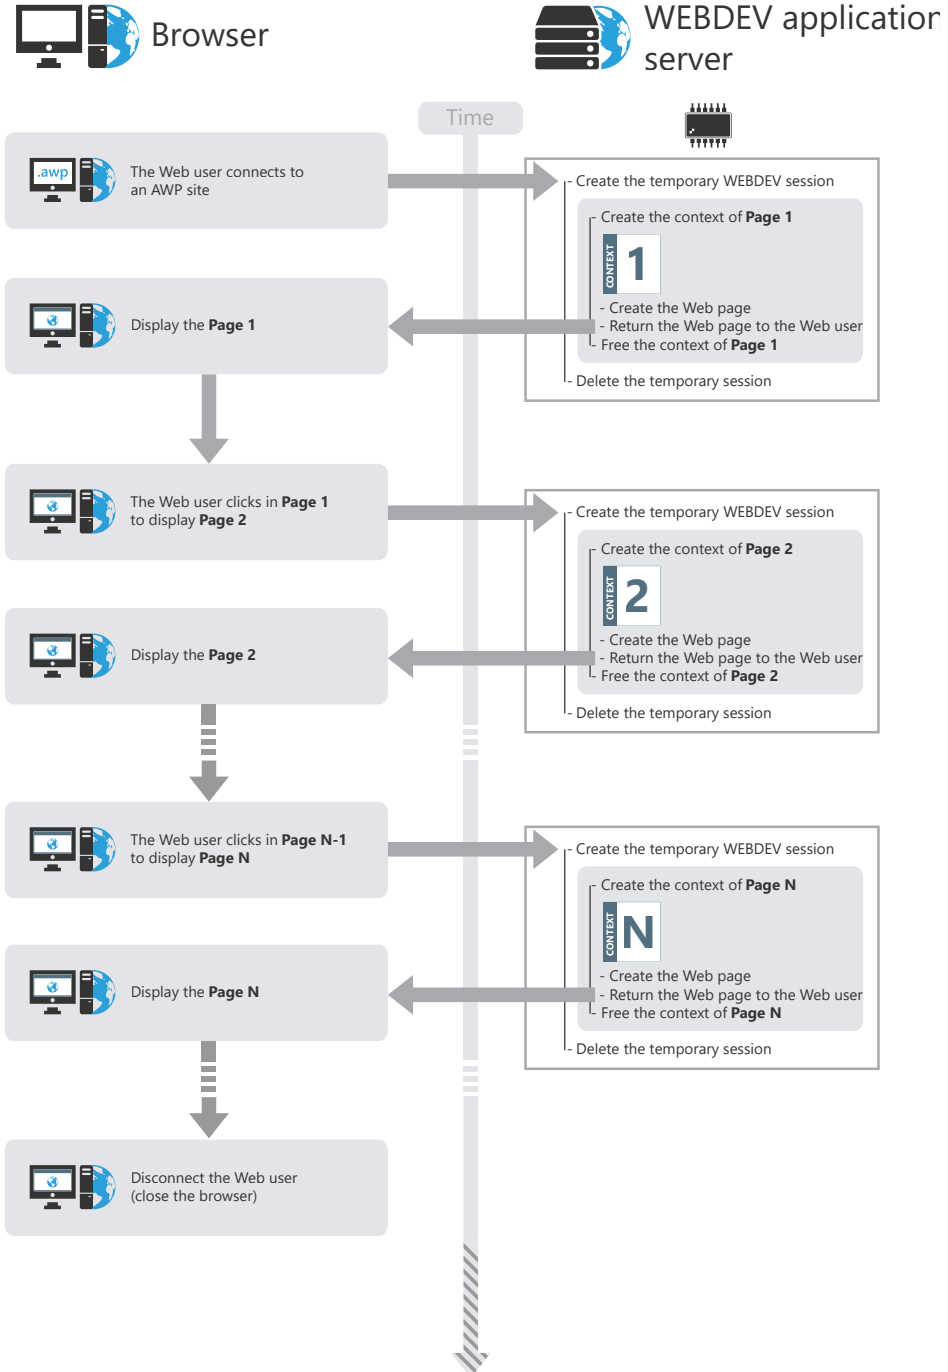 Browser
WEBDEV application
server
Time
.awp
The Web user connects to
an AWP site
- Create the temporary WEBDEV session
- Create the context of Page 1
CONTEXT
1
- Create the Web page
- Return the Web page to the Web user
- Free the context of Page 1
- Delete the temporary session
Display the Page 1
The Web user clicks in Page 1
to display Page 2
- Create the temporary WEBDEV session
- Create the context of Page 2
CONTEXT
2
- Create the Web page
- Return the Web page to the Web user
- Free the context of Page 2
- Delete the temporary session
Display the Page 2
The Web user clicks in Page N-1
to display Page N
- Create the temporary WEBDEV session
- Create the context of Page N
CONTEXT
N
- Create the Web page
- Return the Web page to the Web user
- Free the context of Page N
- Delete the temporary session
Display the Page N
Disconnect the Web user
(close the browser)